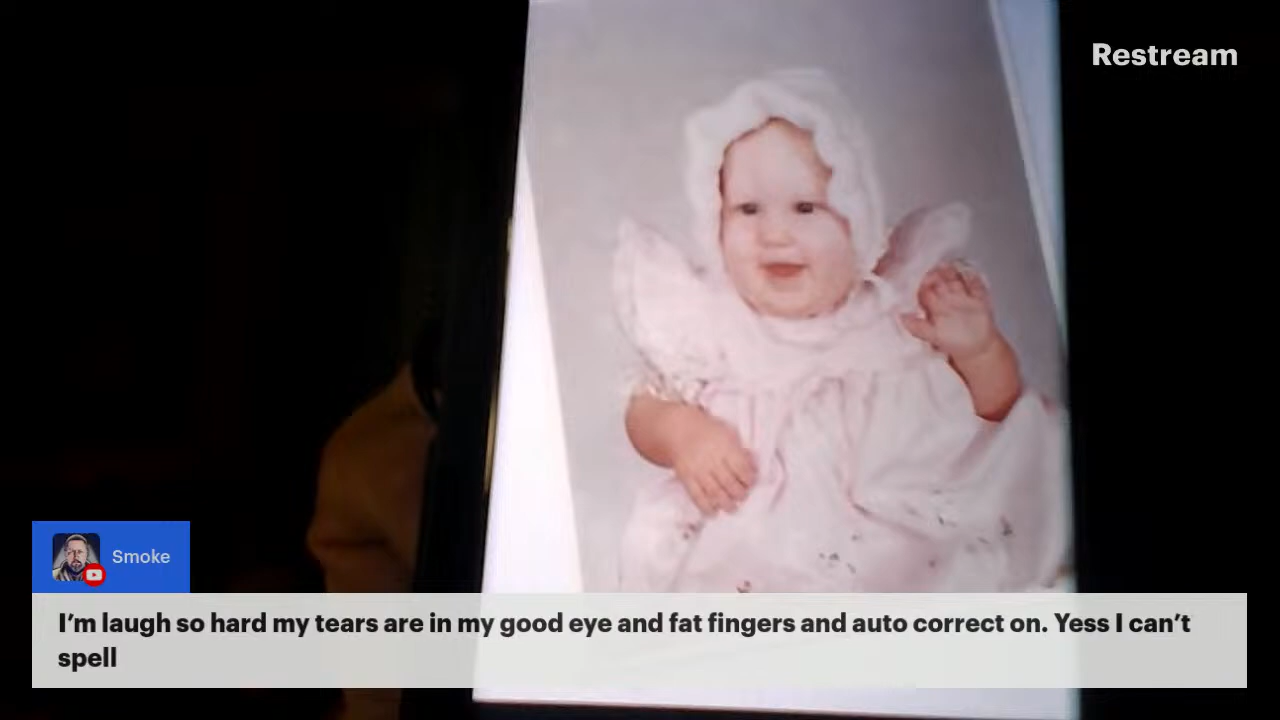 Restream
Smoke
I'm laugh so hard my tears are in my good eye and fat fingers and auto correct on. Yess I can't
spell